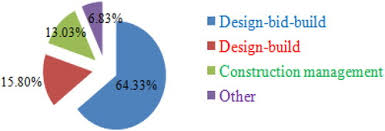 6.83%
13.03%
15.80%
64.33%
Design-bid-build
Design-build
Construction management
Other